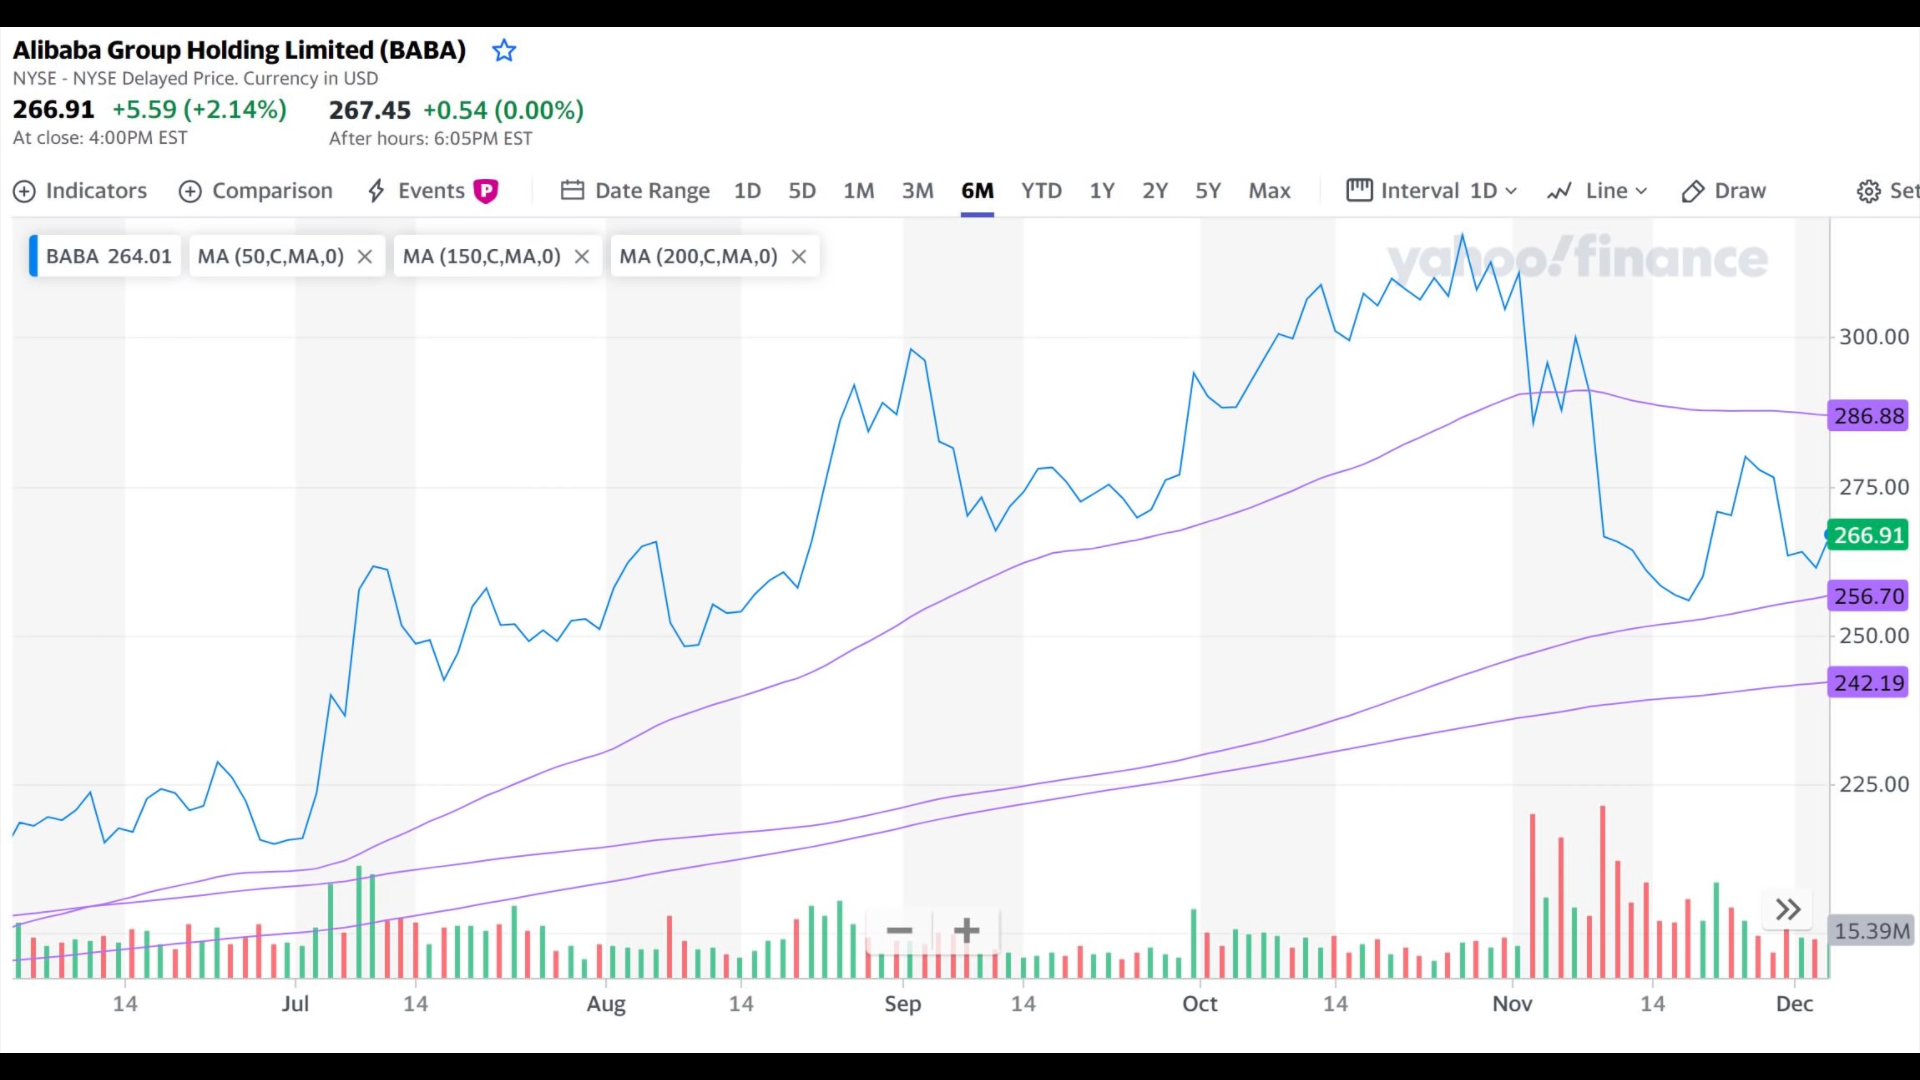 Alibaba Group Holding Limited (BABA)
NYSE - NYSE Delayed Price. Currency in USD
266.91 +5.59 (+2.14%) 267.45 +0.54 (0.00%)
At close: 4:00PM EST After hours: 6:05PM EST
Indicators Comparison Events P Date Range 1D 5D 1M 3M 6M YTD 1Y 2Y 5Y Max Interval 1D Line Draw Set
BABA 264.01 MA (50,C,MA,0) MA (150,C,MA,0) MA (200,C,MA,0)
yahoo!finance
300.00
286.88
275.00
266.91
256.70
250.00
242.19
225.00
15.39M
14 Jul 14 Aug 14 Sep 14 Oct 14 Nov 14 Dec